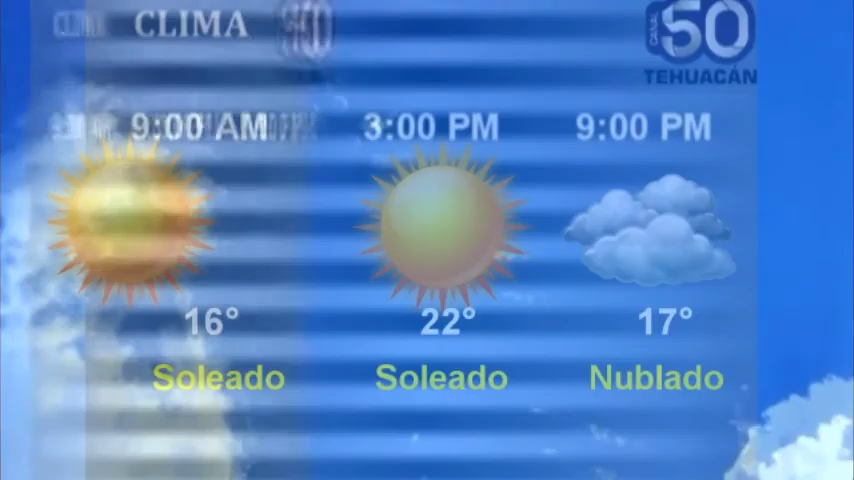 CLIMA
CANAL 50
TEHUACÁN
9:00 AM 3:00 PM 9:00 PM
16° 22° 17°
Soleado Soleado Nublado